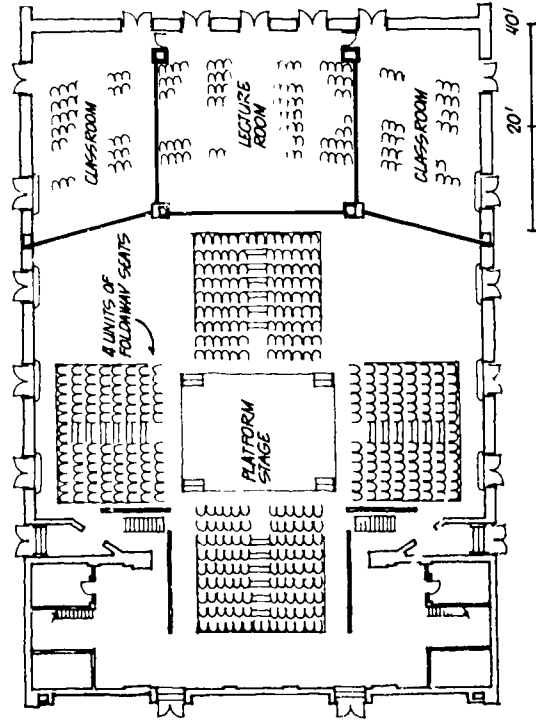 40'
20'
CLASSROOM
LECTURE
ROOM
CLASSROOM
4 UNITS OF
FOLDAWAY SEATS
PLATFORM
STAGE